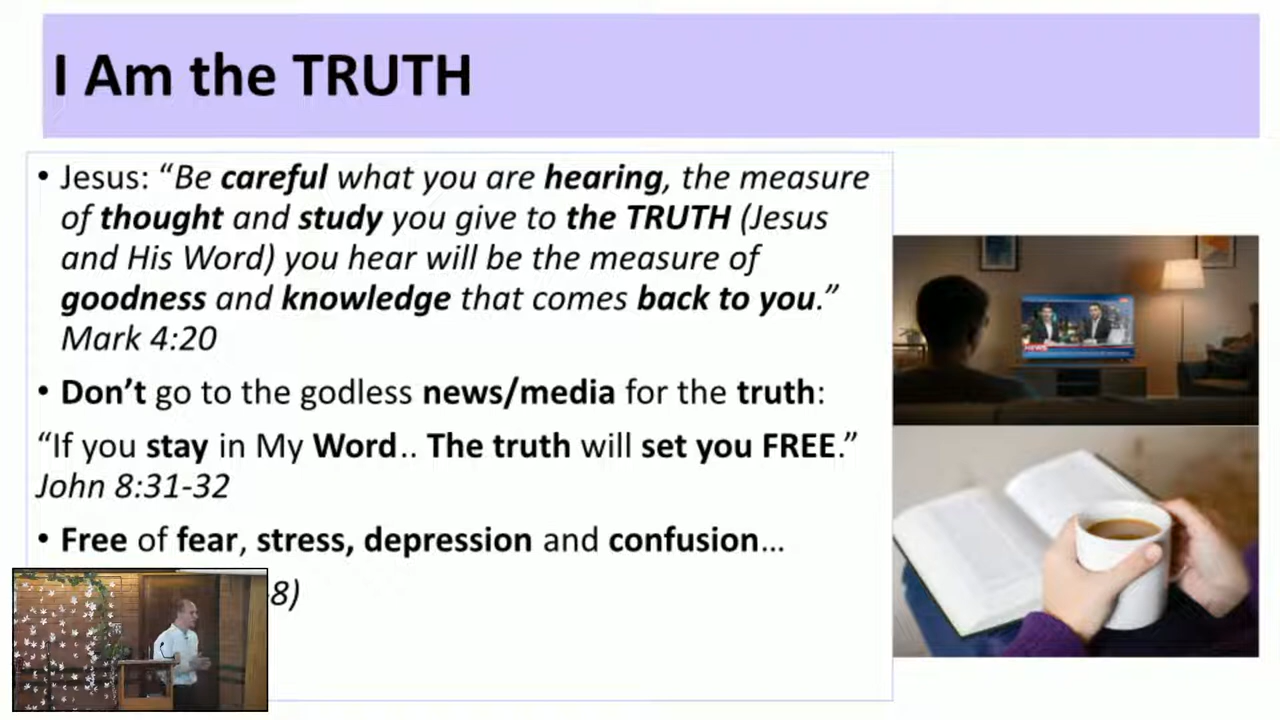 I Am the TRUTH
• Jesus: “Be careful what you are hearing, the measure
of thought and study you give to the TRUTH (Jesus
and His Word) you hear will be the measure of
goodness and knowledge that comes back to you.”
Mark 4:20
• Don’t go to the godless news/media for the truth:
“If you stay in My Word.. The truth will set you FREE.”
John 8:31-32
• Free of fear, stress, depression and confusion…
8)
NEWS